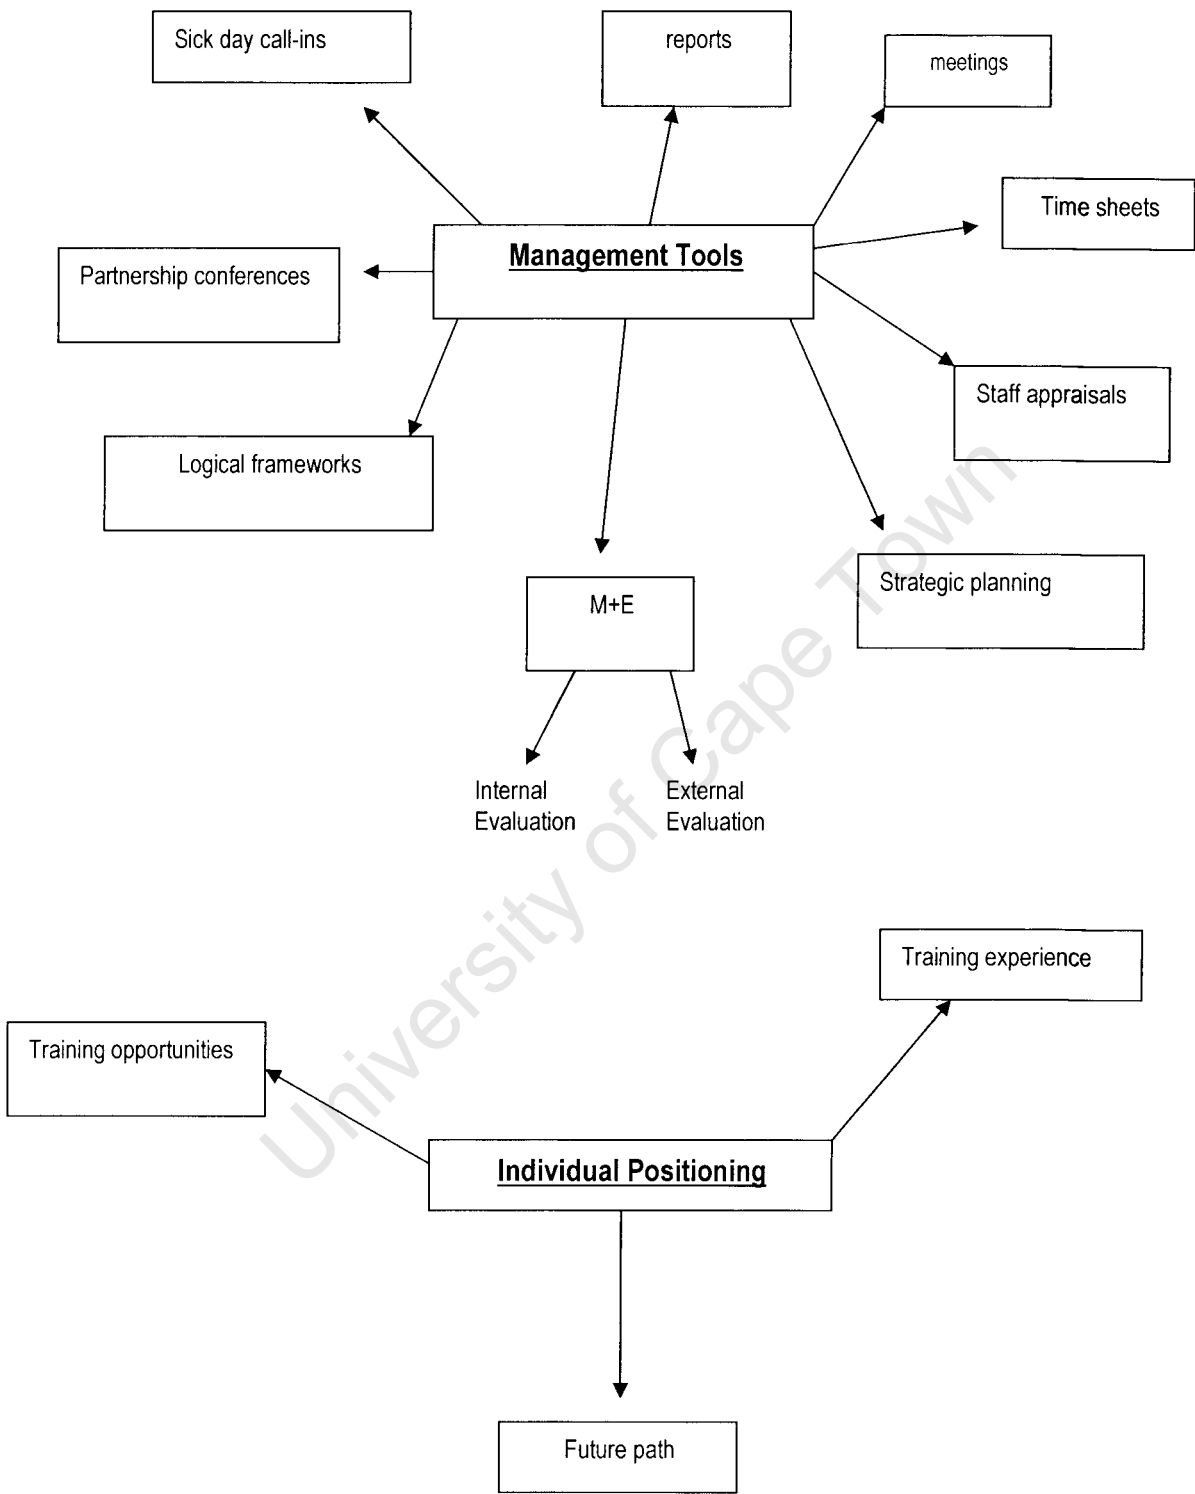 Sick day call-ins
reports
meetings
Time sheets
Management Tools
Partnership conferences
Staff appraisals
Logical frameworks
Strategic planning
M+E
Internal
Evaluation
External
Evaluation
University of Cape Town
Training experience
Training opportunities
Individual Positioning
Future path